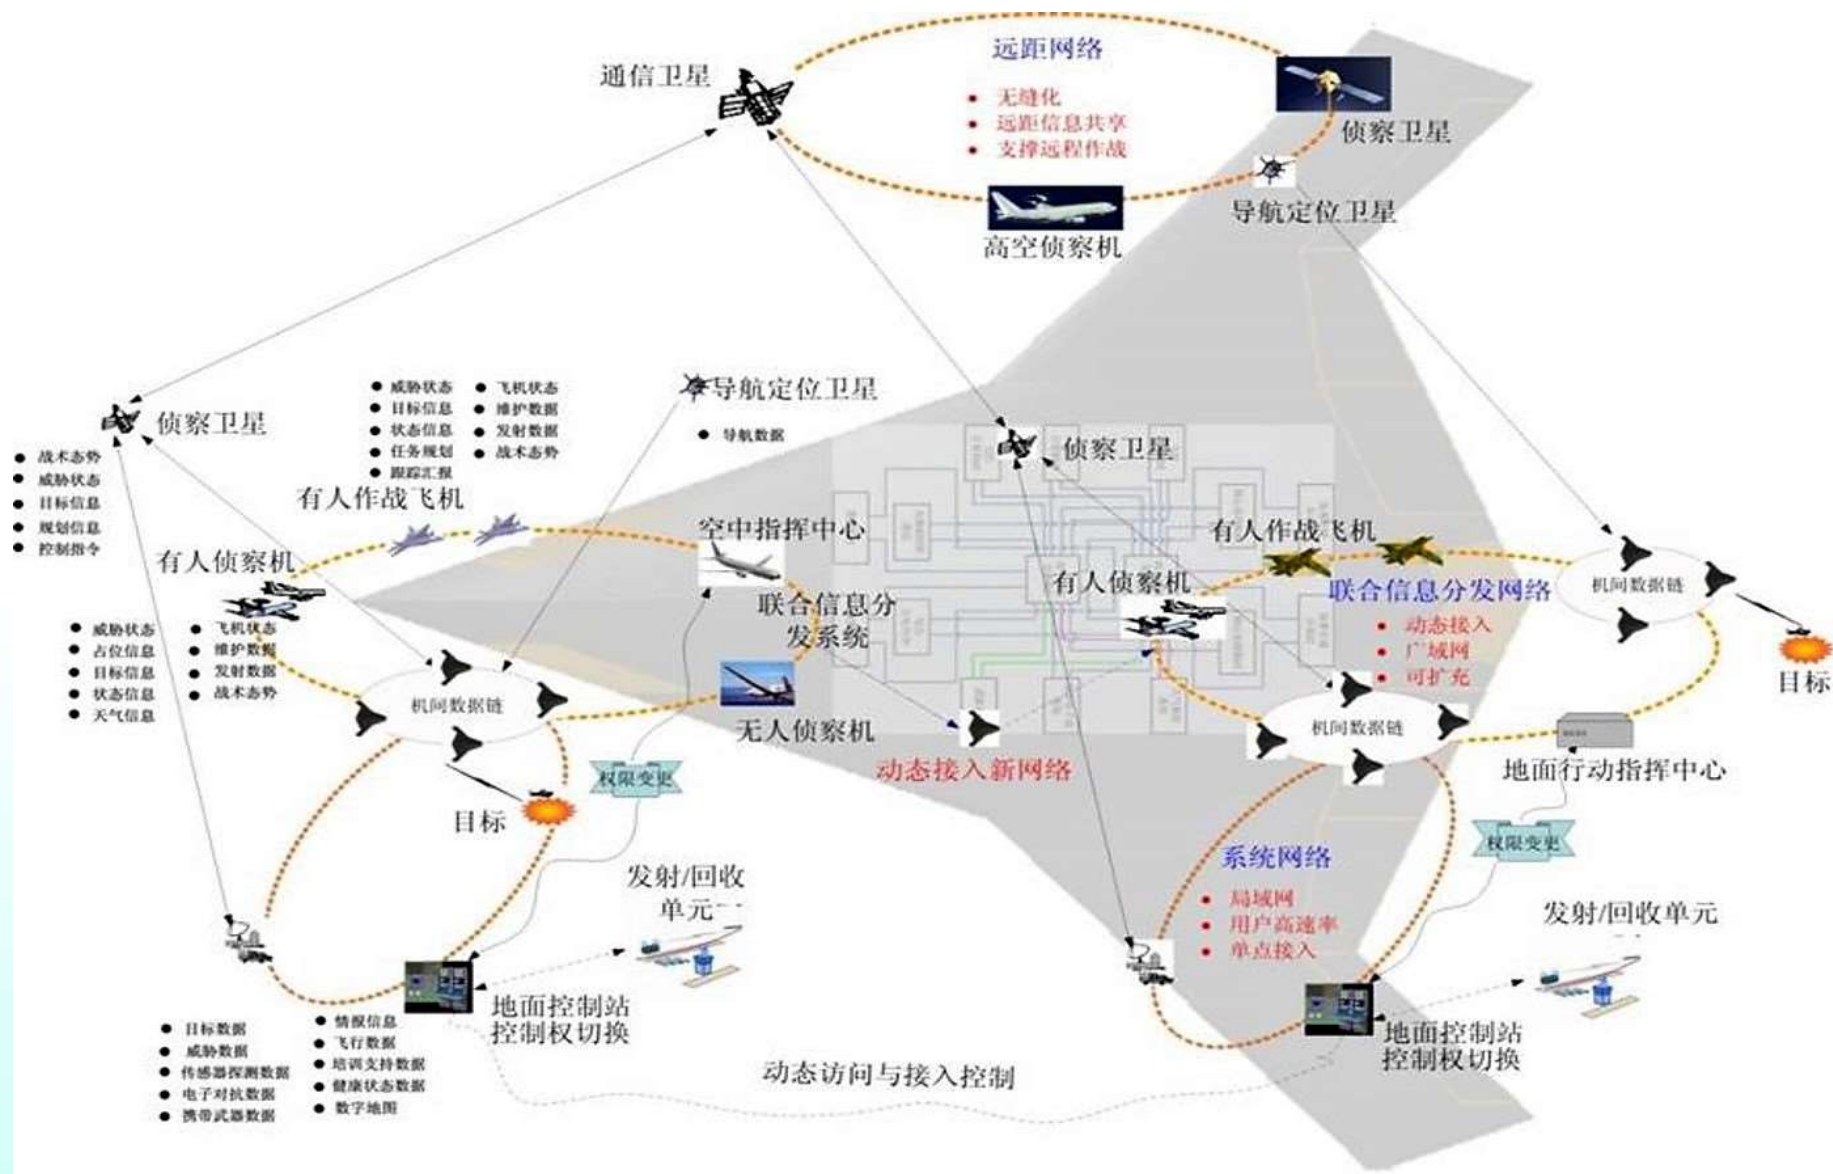 远距网络
通信卫星
• 无缝化
• 远距信息共享
• 支撑远程作战
侦察卫星
导航定位卫星
高空侦察机
侦察卫星
● 战术态势
● 威胁状态
● 目标信息
● 规划信息
● 控制指令
● 威胁状态
● 目标信息
● 状态信息
● 任务规划
● 跟踪汇报
● 飞机状态
● 维护数据
● 发射数据
● 战术态势
导航定位卫星
● 导航数据
侦察卫星
有人作战飞机
有人侦察机
空中指挥中心
联合信息分
发系统
● 威胁状态
● 占位信息
● 目标信息
● 状态信息
● 天气信息
● 飞机状态
● 维护数据
● 发射数据
● 战术态势
机间数据链
无人侦察机
有人作战飞机
有人侦察机
联合信息分发网络
• 动态接入
• 广域网
• 可扩充
机间数据链
目标
机间数据链
动态接入新网络
地面行动指挥中心
权限变更
目标
权限变更
系统网络
• 局域网
• 用户高速率
• 单点接入
发射/回收
单元
发射/回收单元
地面控制站
控制权切换
地面控制站
控制权切换
● 目标数据
● 威胁数据
● 传感器探测数据
● 电子对抗数据
● 携带武器数据
● 情报信息
● 飞行数据
● 培训支持数据
● 健康状态数据
● 数字地图
动态访问与接入控制